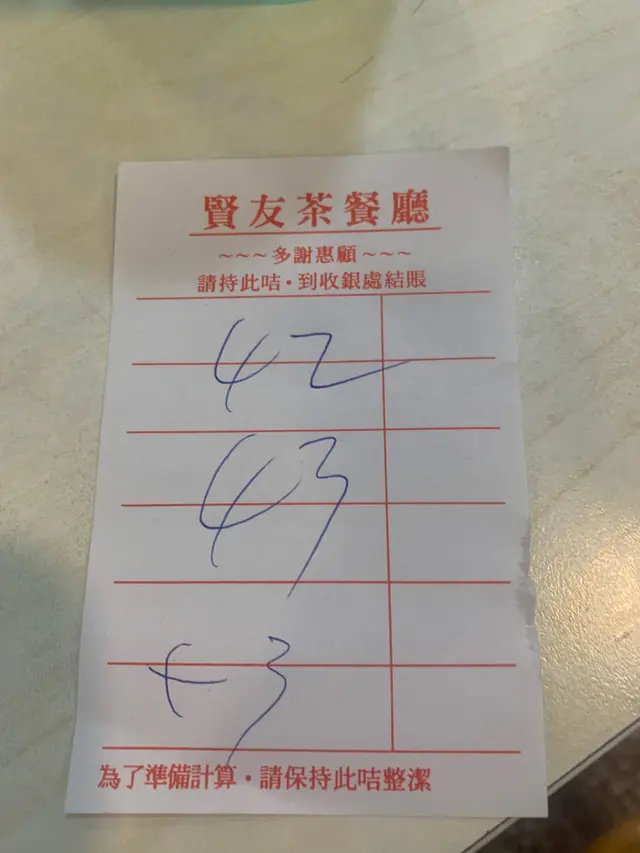 賢友茶餐廳
～～～多謝惠顧～～～
請持此咭·到收銀處結賬
42
43
+3
為了準備計算·請保持此咭整潔